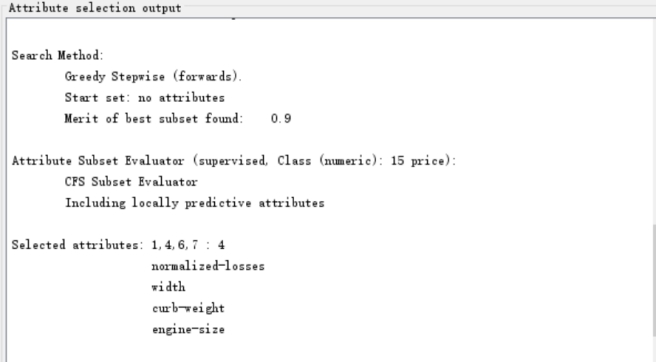 Attribute selection output
Search Method:
Greedy Stepwise (forwards).
Start set: no attributes
Merit of best subset found: 0.9
Attribute Subset Evaluator (supervised, Class (numeric): 15 price):
CFS Subset Evaluator
Including locally predictive attributes
Selected attributes: 1,4,6,7 : 4
normalized-losses
width
curb-weight
engine-size